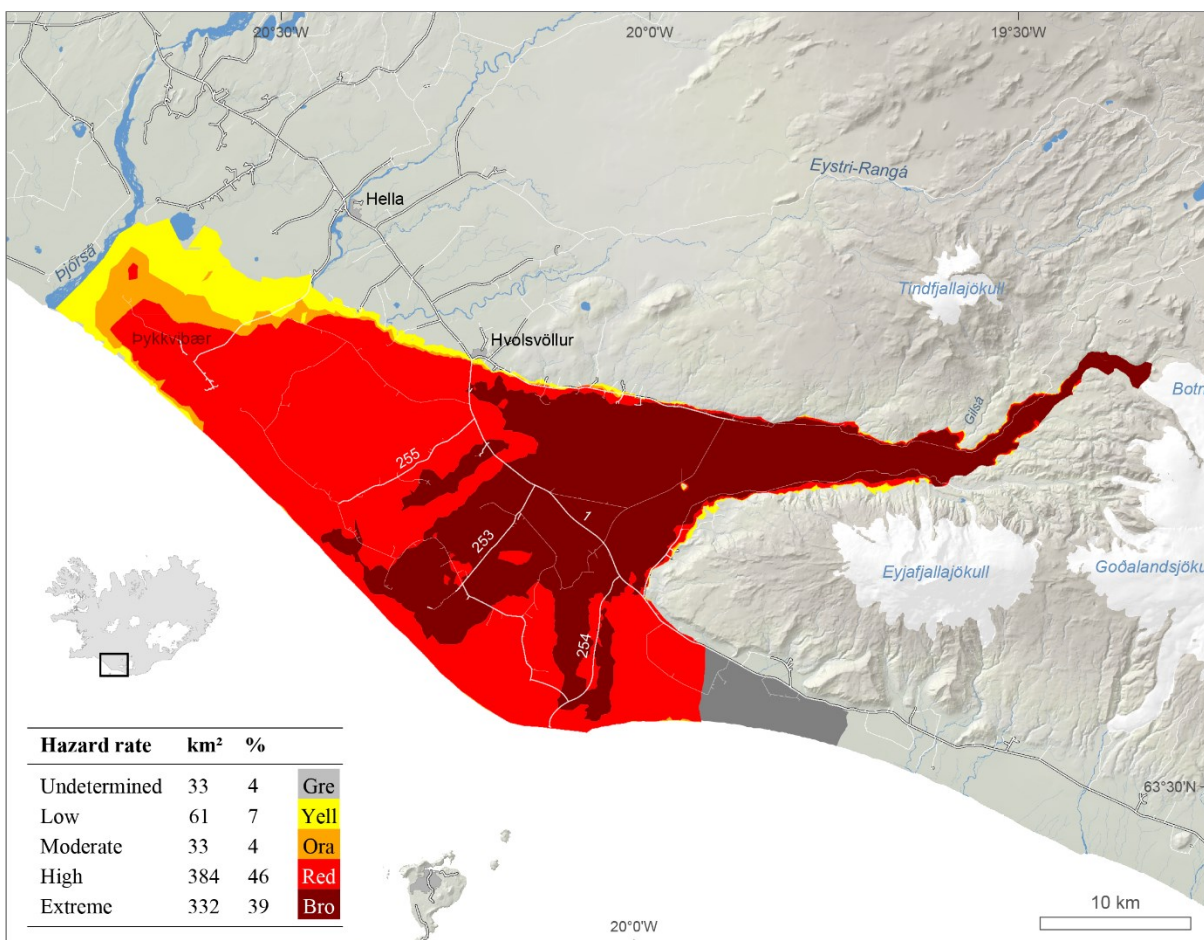 20°30'W
20°0'W
19°30'W
Eystri-Rangá
Hella
Þjórsá
Tindfjallajökull
Þykkvibær
Hvolsvöllur
Gilsá
Botn
255
1
253
Eyjafjallajökull
Goðalandsjöku
254
Hazard rate km² %
Undetermined 33 4 Gre
Low 61 7 Yell
Moderate 33 4 Ora
High 384 46 Red
Extreme 332 39 Bro
63°30'N
20°0'W
10 km